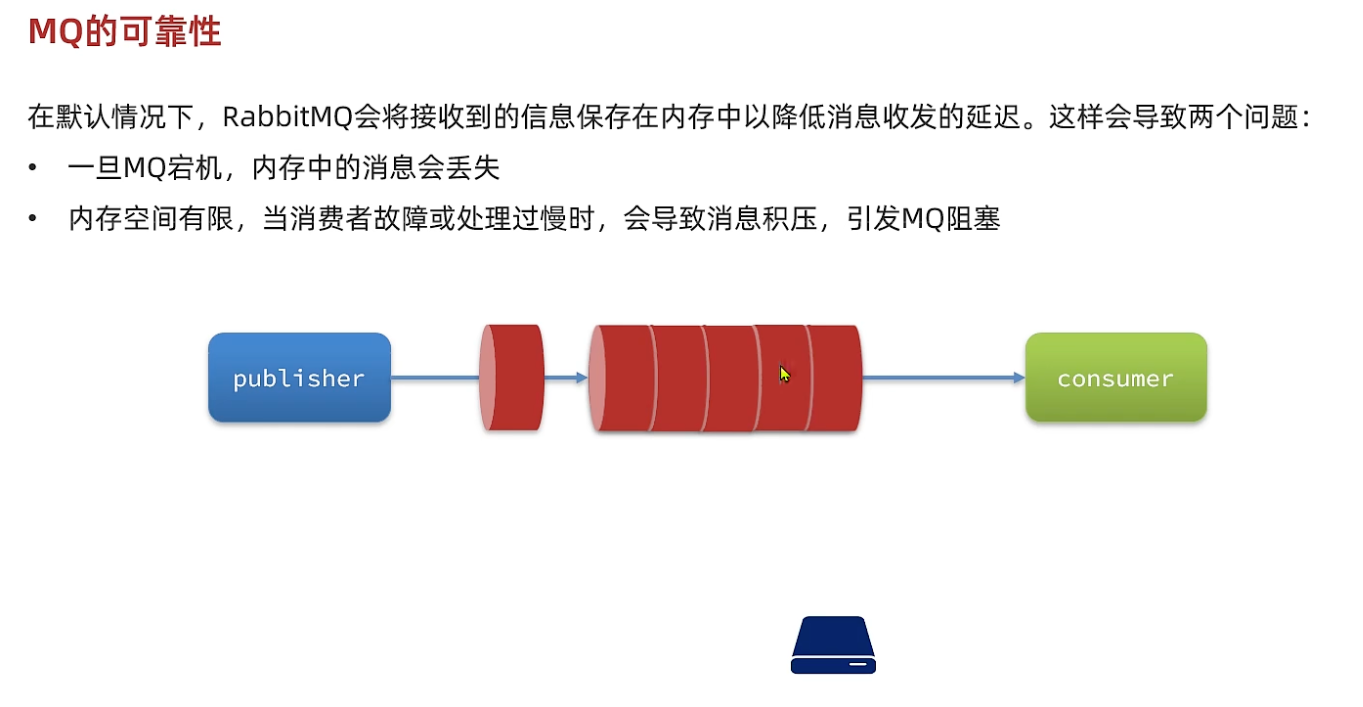 MQ的可靠性
在默认情况下，RabbitMQ会将接收到的信息保存在内存中以降低消息收发的延迟。这样会导致两个问题：
• 一旦MQ宕机，内存中的消息会丢失
• 内存空间有限，当消费者故障或处理过慢时，会导致消息积压，引发MQ阻塞
publisher
consumer